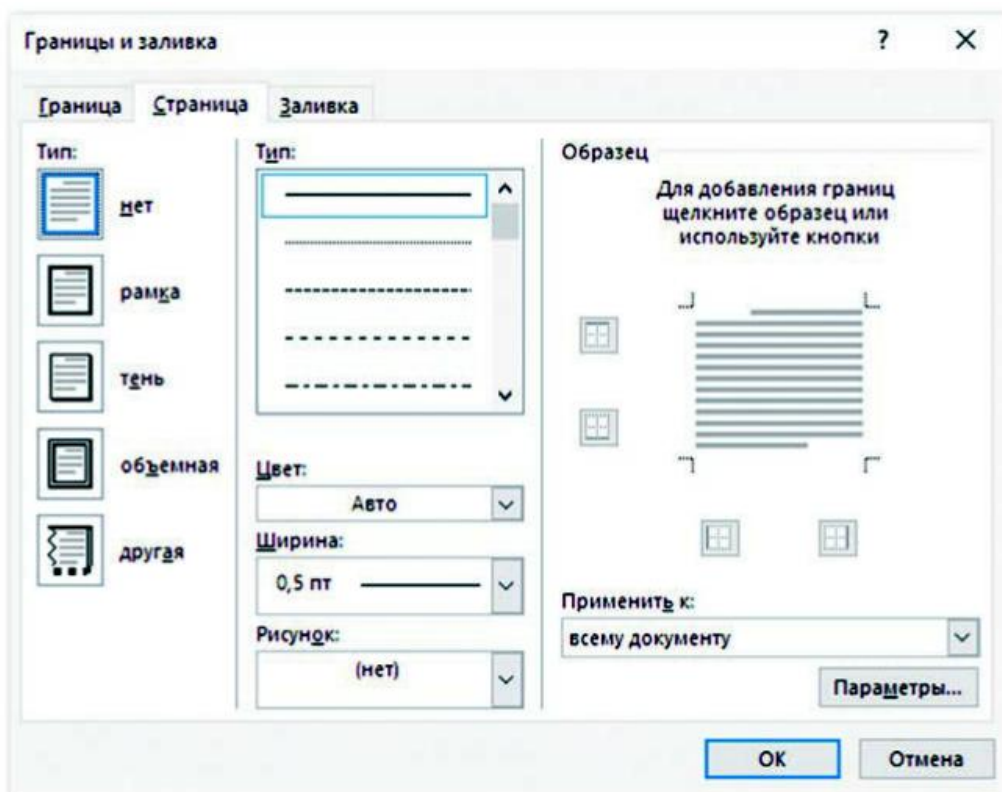 Границы и заливка
?
Граница Страница Заливка
Тип:
нет
рамка
тень
объемная
другая
Тип:
Цвет:
Авто
Ширина:
0,5 пт
Рисунок:
(нет)
Образец
Для добавления границ
щелкните образец или
используйте кнопки
Применить к:
всему документу
Параметры...
ОК Отмена